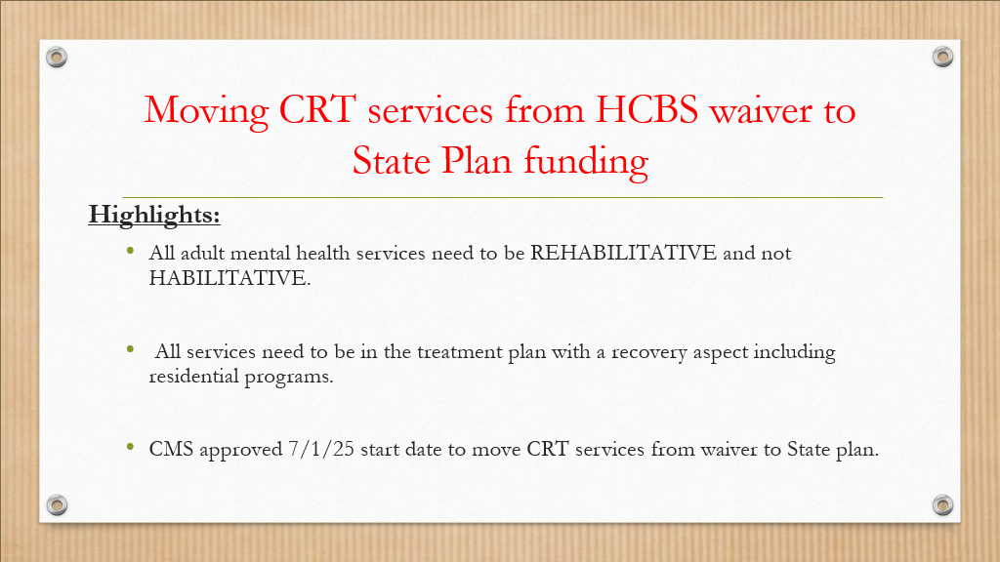 Moving CRT services from HCBS waiver to
State Plan funding
Highlights:
• All adult mental health services need to be REHABILITATIVE and not
HABILITATIVE.
• All services need to be in the treatment plan with a recovery aspect including
residential programs.
• CMS approved 7/1/25 start date to move CRT services from waiver to State plan.